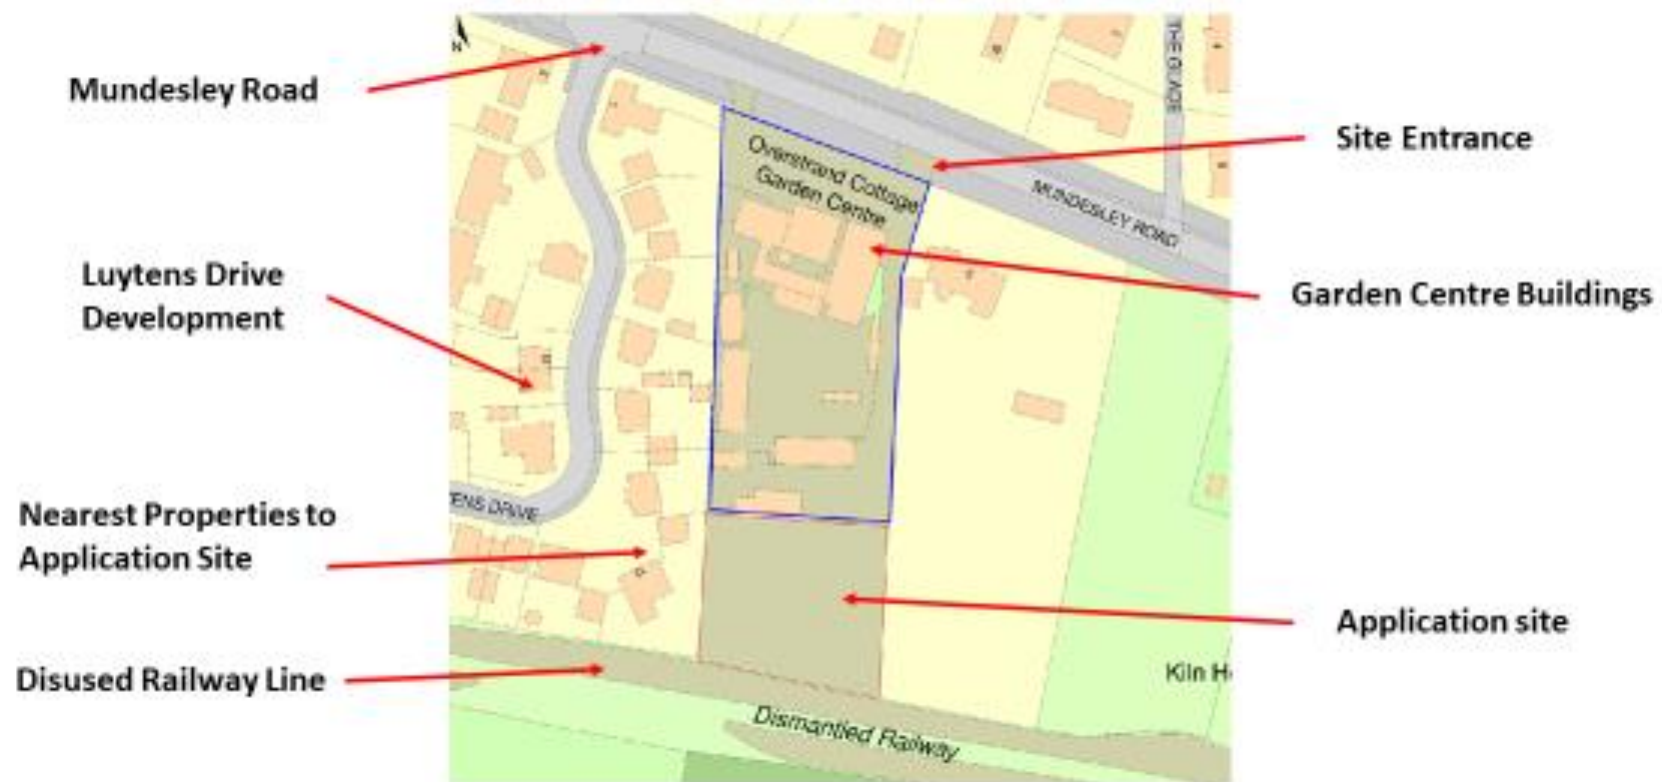 N
Mundesley Road
THE GLADE
Site Entrance
Overstrand Cottage
Garden Centre
MUNDESLEY ROAD
Luytens Drive
Development
Garden Centre Buildings
ENS DRIVE
Nearest Properties to
Application Site
Application site
Kiln H
Disused Railway Line
Dismantled Railway